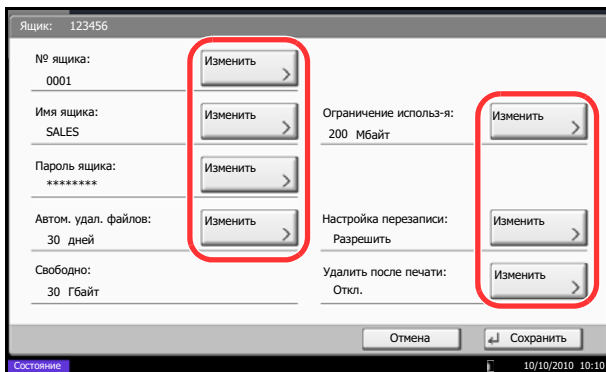 Ящик: 123456
№ ящика:
0001
Изменить
Имя ящика:
SALES
Изменить
Пароль ящика:
********
Изменить
Автом. удал. файлов:
30 дней
Изменить
Свободно:
30 Гбайт
Ограничение использ-я:
200 Мбайт
Изменить
Настройка перезаписи:
Разрешить
Изменить
Удалить после печати:
Откл.
Изменить
Отмена
Сохранить
Состояние
10/10/2010 10:10